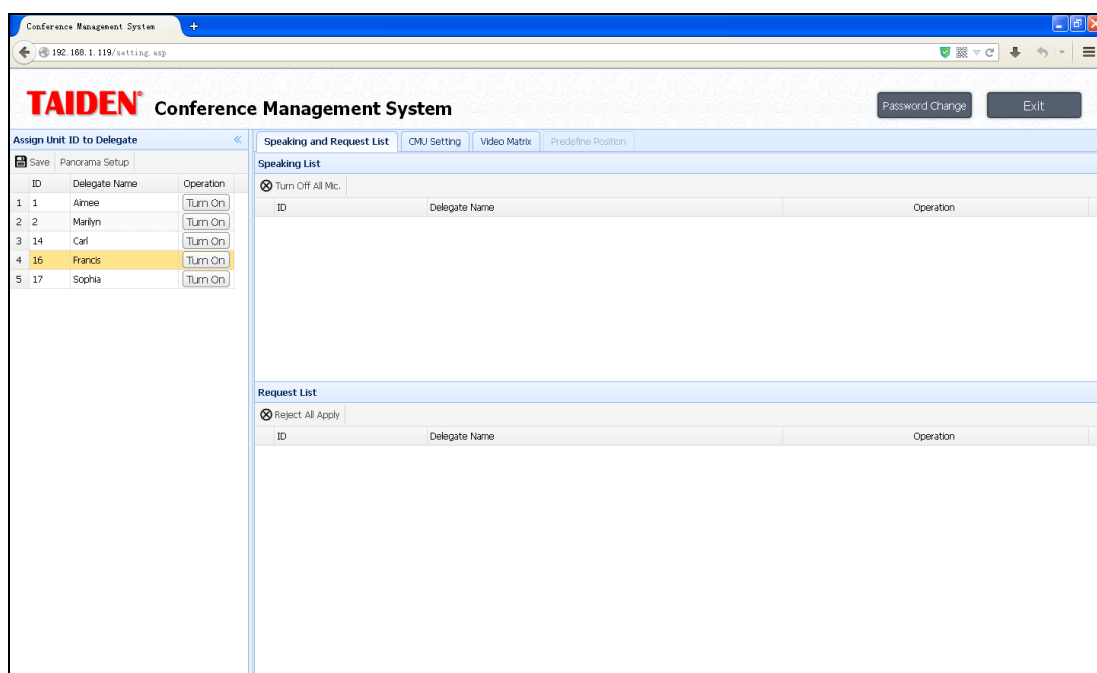 Conference Management System
192.168.1.119/setting.asp
TAIDEN® Conference Management System
Password Change
Exit
Assign Unit ID to Delegate
Save Panorama Setup
ID Delegate Name Operation
1 1 Aimee Turn On
2 2 Marilyn Turn On
3 14 Carl Turn On
4 16 Francis Turn On
5 17 Sophia Turn On
Speaking and Request List CMU Setting Video Matrix Predefine Position
Speaking List
Turn Off All Mic.
ID Delegate Name Operation
Request List
Reject All Apply
ID Delegate Name Operation